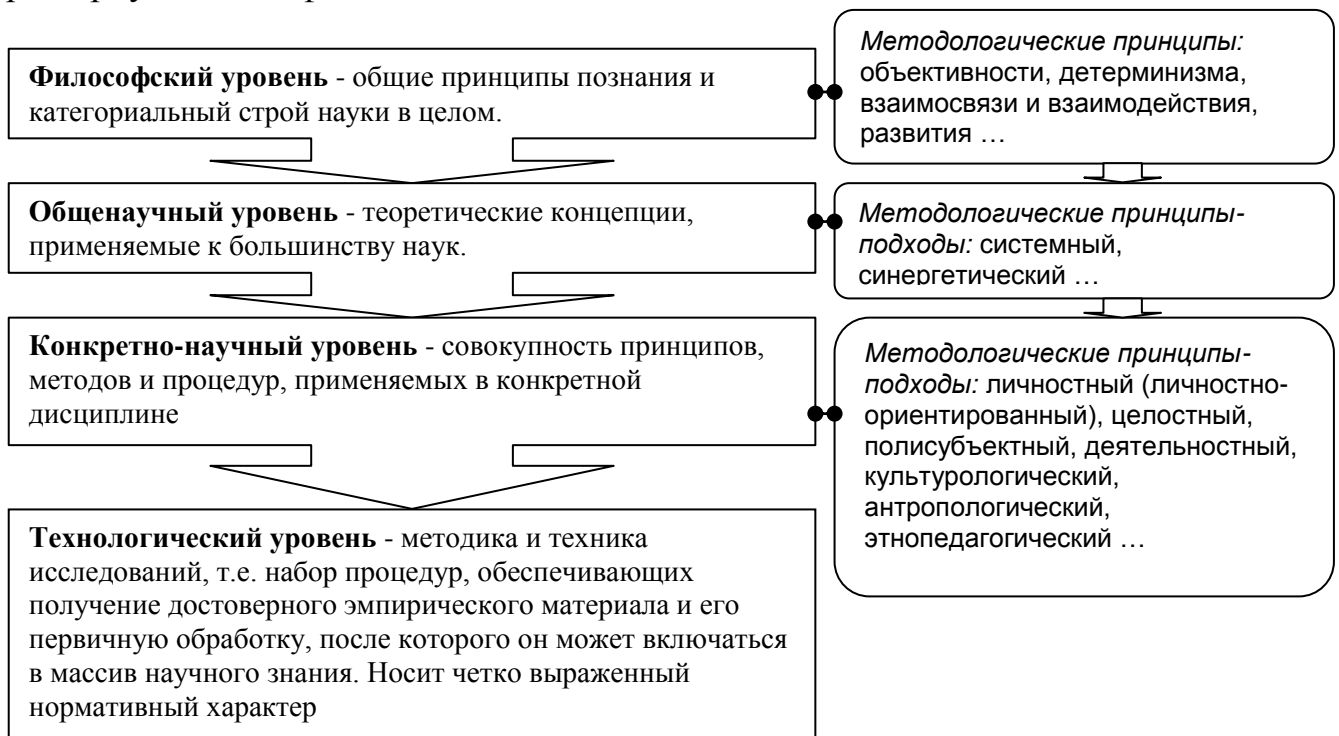 Философский уровень - общие принципы познания и
категориальный строй науки в целом.
Методологические принципы:
объективности, детерминизма,
взаимосвязи и взаимодействия,
развития …
Общенаучный уровень - теоретические концепции,
применяемые к большинству наук.
Методологические принципы-
подходы: системный,
синергетический …
Конкретно-научный уровень - совокупность принципов,
методов и процедур, применяемых в конкретной
дисциплине
Методологические принципы-
подходы: личностный (личностно-
ориентированный), целостный,
полисубъектный, деятельностный,
культурологический,
антропологический,
этнопедагогический …
Технологический уровень - методика и техника
исследований, т.е. набор процедур, обеспечивающих
получение достоверного эмпирического материала и его
первичную обработку, после которого он может включаться
в массив научного знания. Носит четко выраженный
нормативный характер